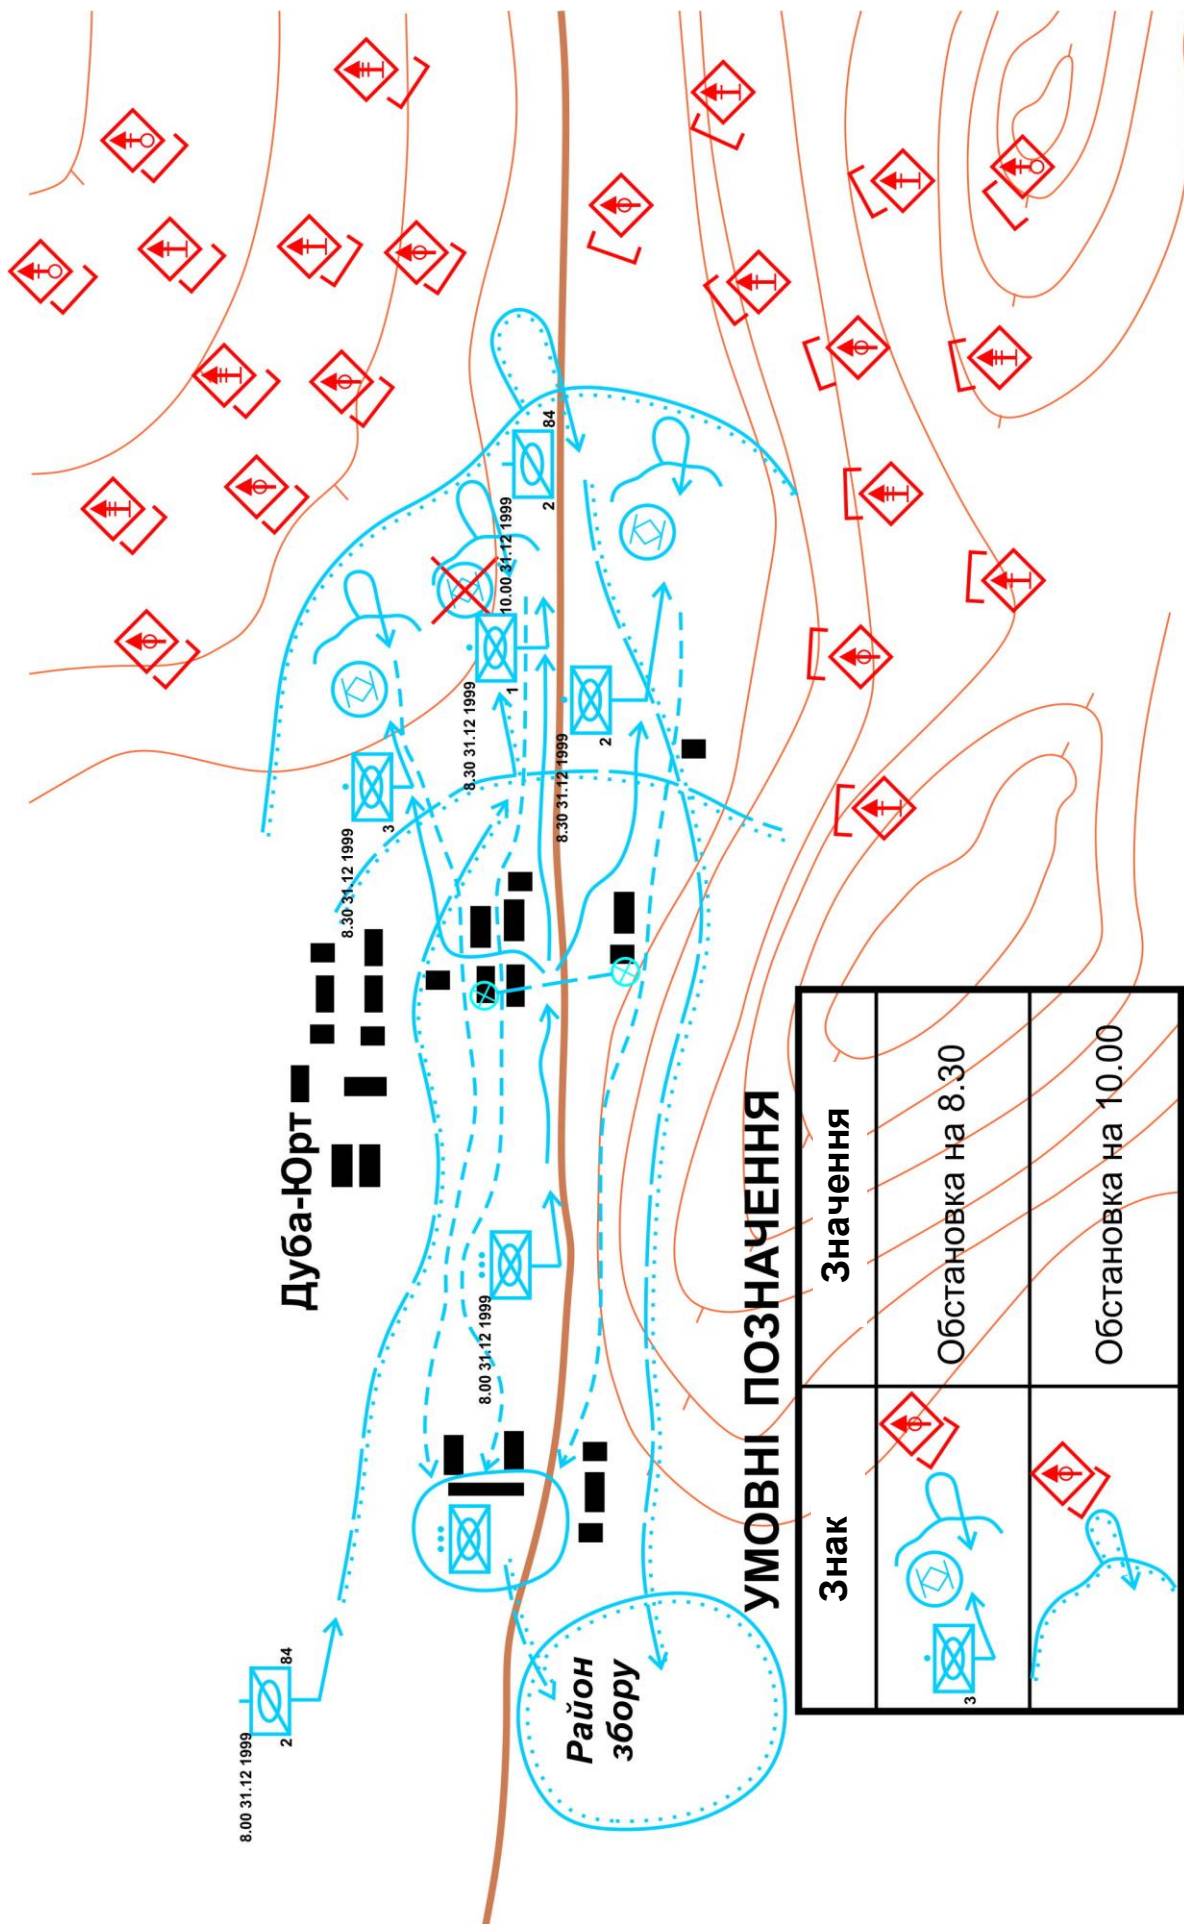 8.00 31.12 1999
2
84
Дуба-Юрт
8.00 31.12 1999
8.30 31.12 1999
3
8.30 31.12 1999
1
10.00 31.12 1999
2
84
8.30 31.12 1999
2
Район
збору
УМОВНІ ПОЗНАЧЕННЯ
Знак
Значення
3
Обстановка на 8.30
Обстановка на 10.00